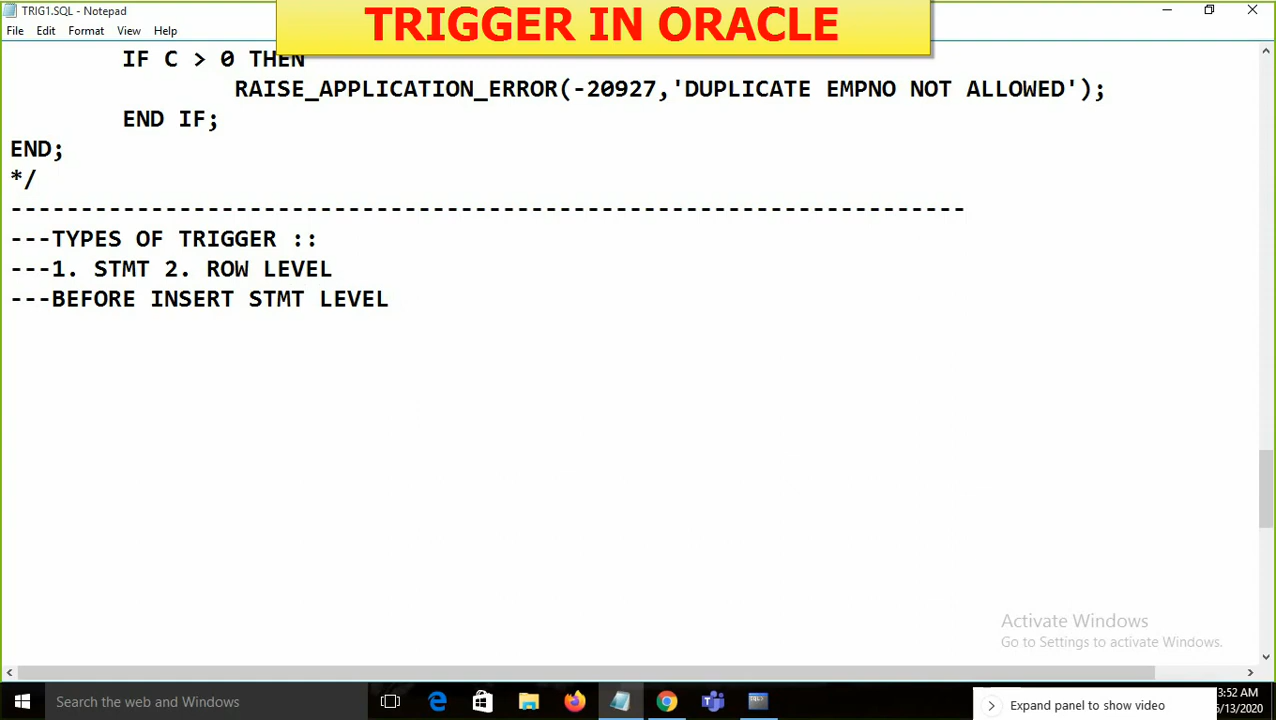 TRIG1.SQL - Notepad
TRIGGER IN ORACLE
File Edit Format View Help
IF C > 0 THEN
RAISE_APPLICATION_ERROR(-20927,'DUPLICATE EMPNO NOT ALLOWED');
END IF;
END;
*/
--------------------------------------------------------------------
---TYPES OF TRIGGER ::
---1. STMT 2. ROW LEVEL
---BEFORE INSERT STMT LEVEL
Activate Windows
Go to Settings to activate Windows.
Search the web and Windows
Expand panel to show video
3:52 AM
/13/2020